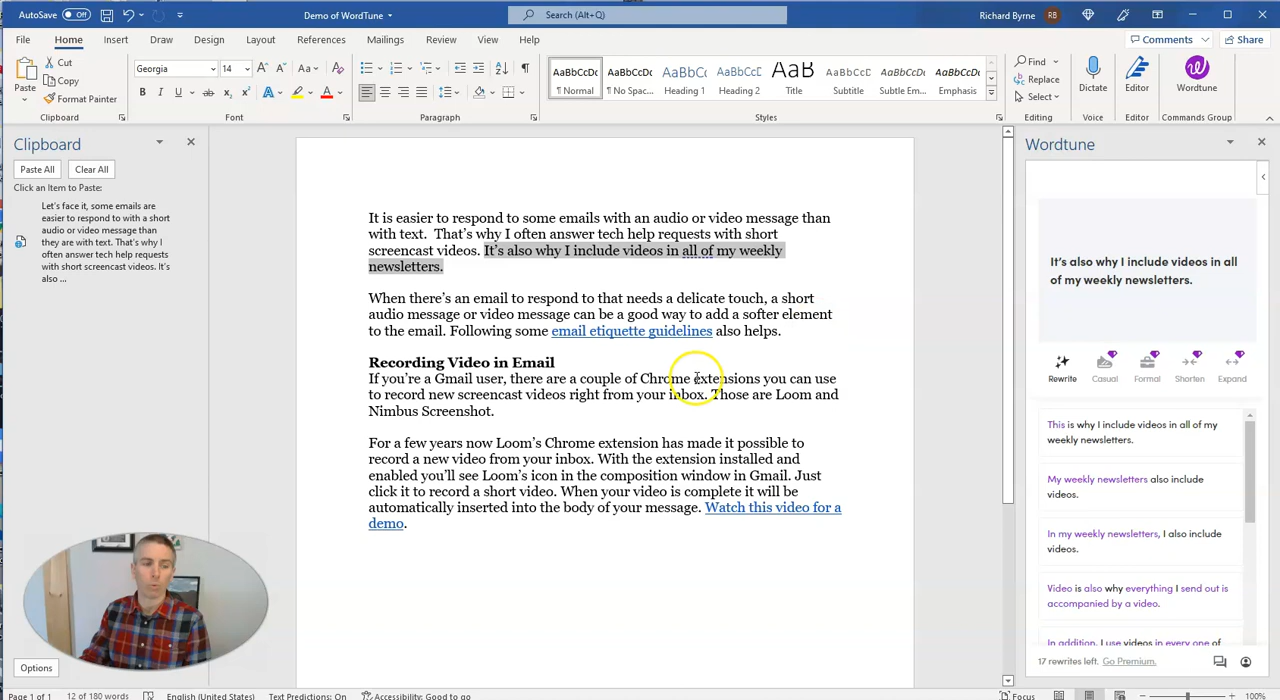 AutoSave Off Demo of WordTune Search (Alt+Q) Richard Byrne RB
File Home Insert Draw Design Layout References Mailings Review View Help Comments Share
Paste Cut Copy Format Painter
Georgia 14
AaBbCcDc AaBbCcDc AaBbCc AaBbCcD AaB AaBbCcD AaBbCcDc AaBbCcDc
Normal No Spac... Heading 1 Heading 2 Title Subtitle Subtle Em... Emphasis
Find Replace Select
Dictate Editor Wordtune
Clipboard Font Paragraph Styles Editing Voice Editor Commands Group
Clipboard
Paste All Clear All
Click an Item to Paste:
Let's face it, some emails are
easier to respond to with a short
audio or video message than
they are with text. That's why I
often answer tech help requests
with short screencast videos. It's
also ...
Options
It is easier to respond to some emails with an audio or video message than
with text. That's why I often answer tech help requests with short
screencast videos. It's also why I include videos in all of my weekly
newsletters.
When there's an email to respond to that needs a delicate touch, a short
audio message or video message can be a good way to add a softer element
to the email. Following some email etiquette guidelines also helps.
Recording Video in Email
If you're a Gmail user, there are a couple of Chrome extensions you can use
to record new screencast videos right from your inbox. Those are Loom and
Nimbus Screenshot.
For a few years now Loom's Chrome extension has made it possible to
record a new video from your inbox. With the extension installed and
enabled you'll see Loom's icon in the composition window in Gmail. Just
click it to record a short video. When your video is complete it will be
automatically inserted into the body of your message. Watch this video for a
demo.
Wordtune
It's also why I include videos in all
of my weekly newsletters.
Rewrite Casual Formal Shorten Expand
This is why I include videos in all of my
weekly newsletters.
My weekly newsletters also include
videos.
In my weekly newsletters, I also include
videos.
Video is also why everything I send out is
accompanied by a video.
In addition, I use videos in every one of
17 rewrites left. Go Premium.
Page 1 of 1 12 of 180 words English (United States) Text Predictions: On Accessibility: Good to go Focus 100%